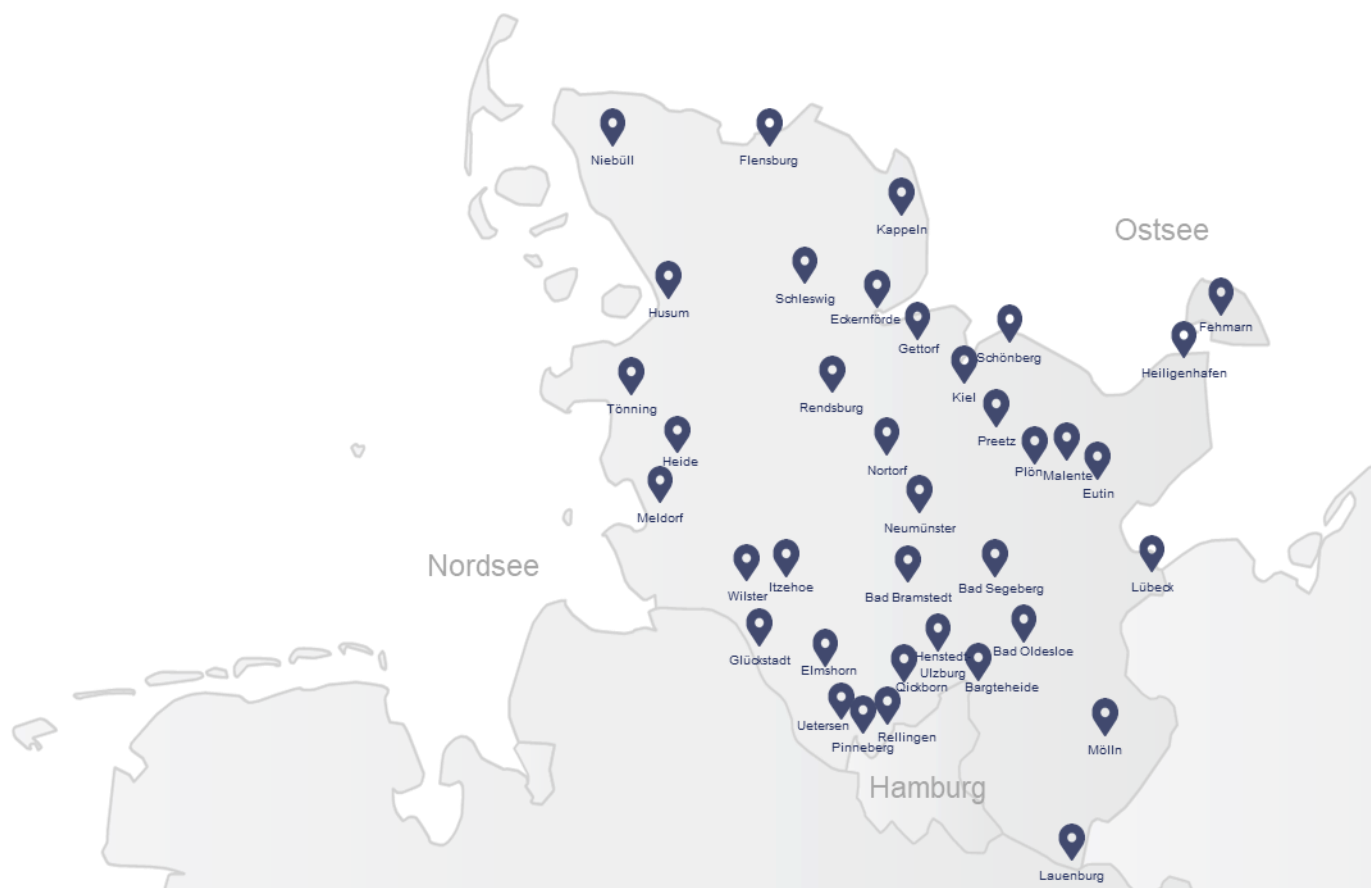 Niebüll
Flensburg
Kappeln
Ostsee
Schleswig
Husum
Eckernförde
Fehmarn
Gettorf
Schönberg
Heiligenhafen
Tönning
Rendsburg
Kiel
Preetz
Heide
Nortorf
Plön
Malente
Eutin
Meldorf
Neumünster
Nordsee
Wilster
Itzehoe
Bad Bramstedt
Bad Segeberg
Lübeck
Glückstadt
Elmshorn
Henstedt
Ulzburg
Bad Oldesloe
Qickborn
Bargteheide
Uetersen
Pinneberg
Rellingen
Mölln
Hamburg
Lauenburg